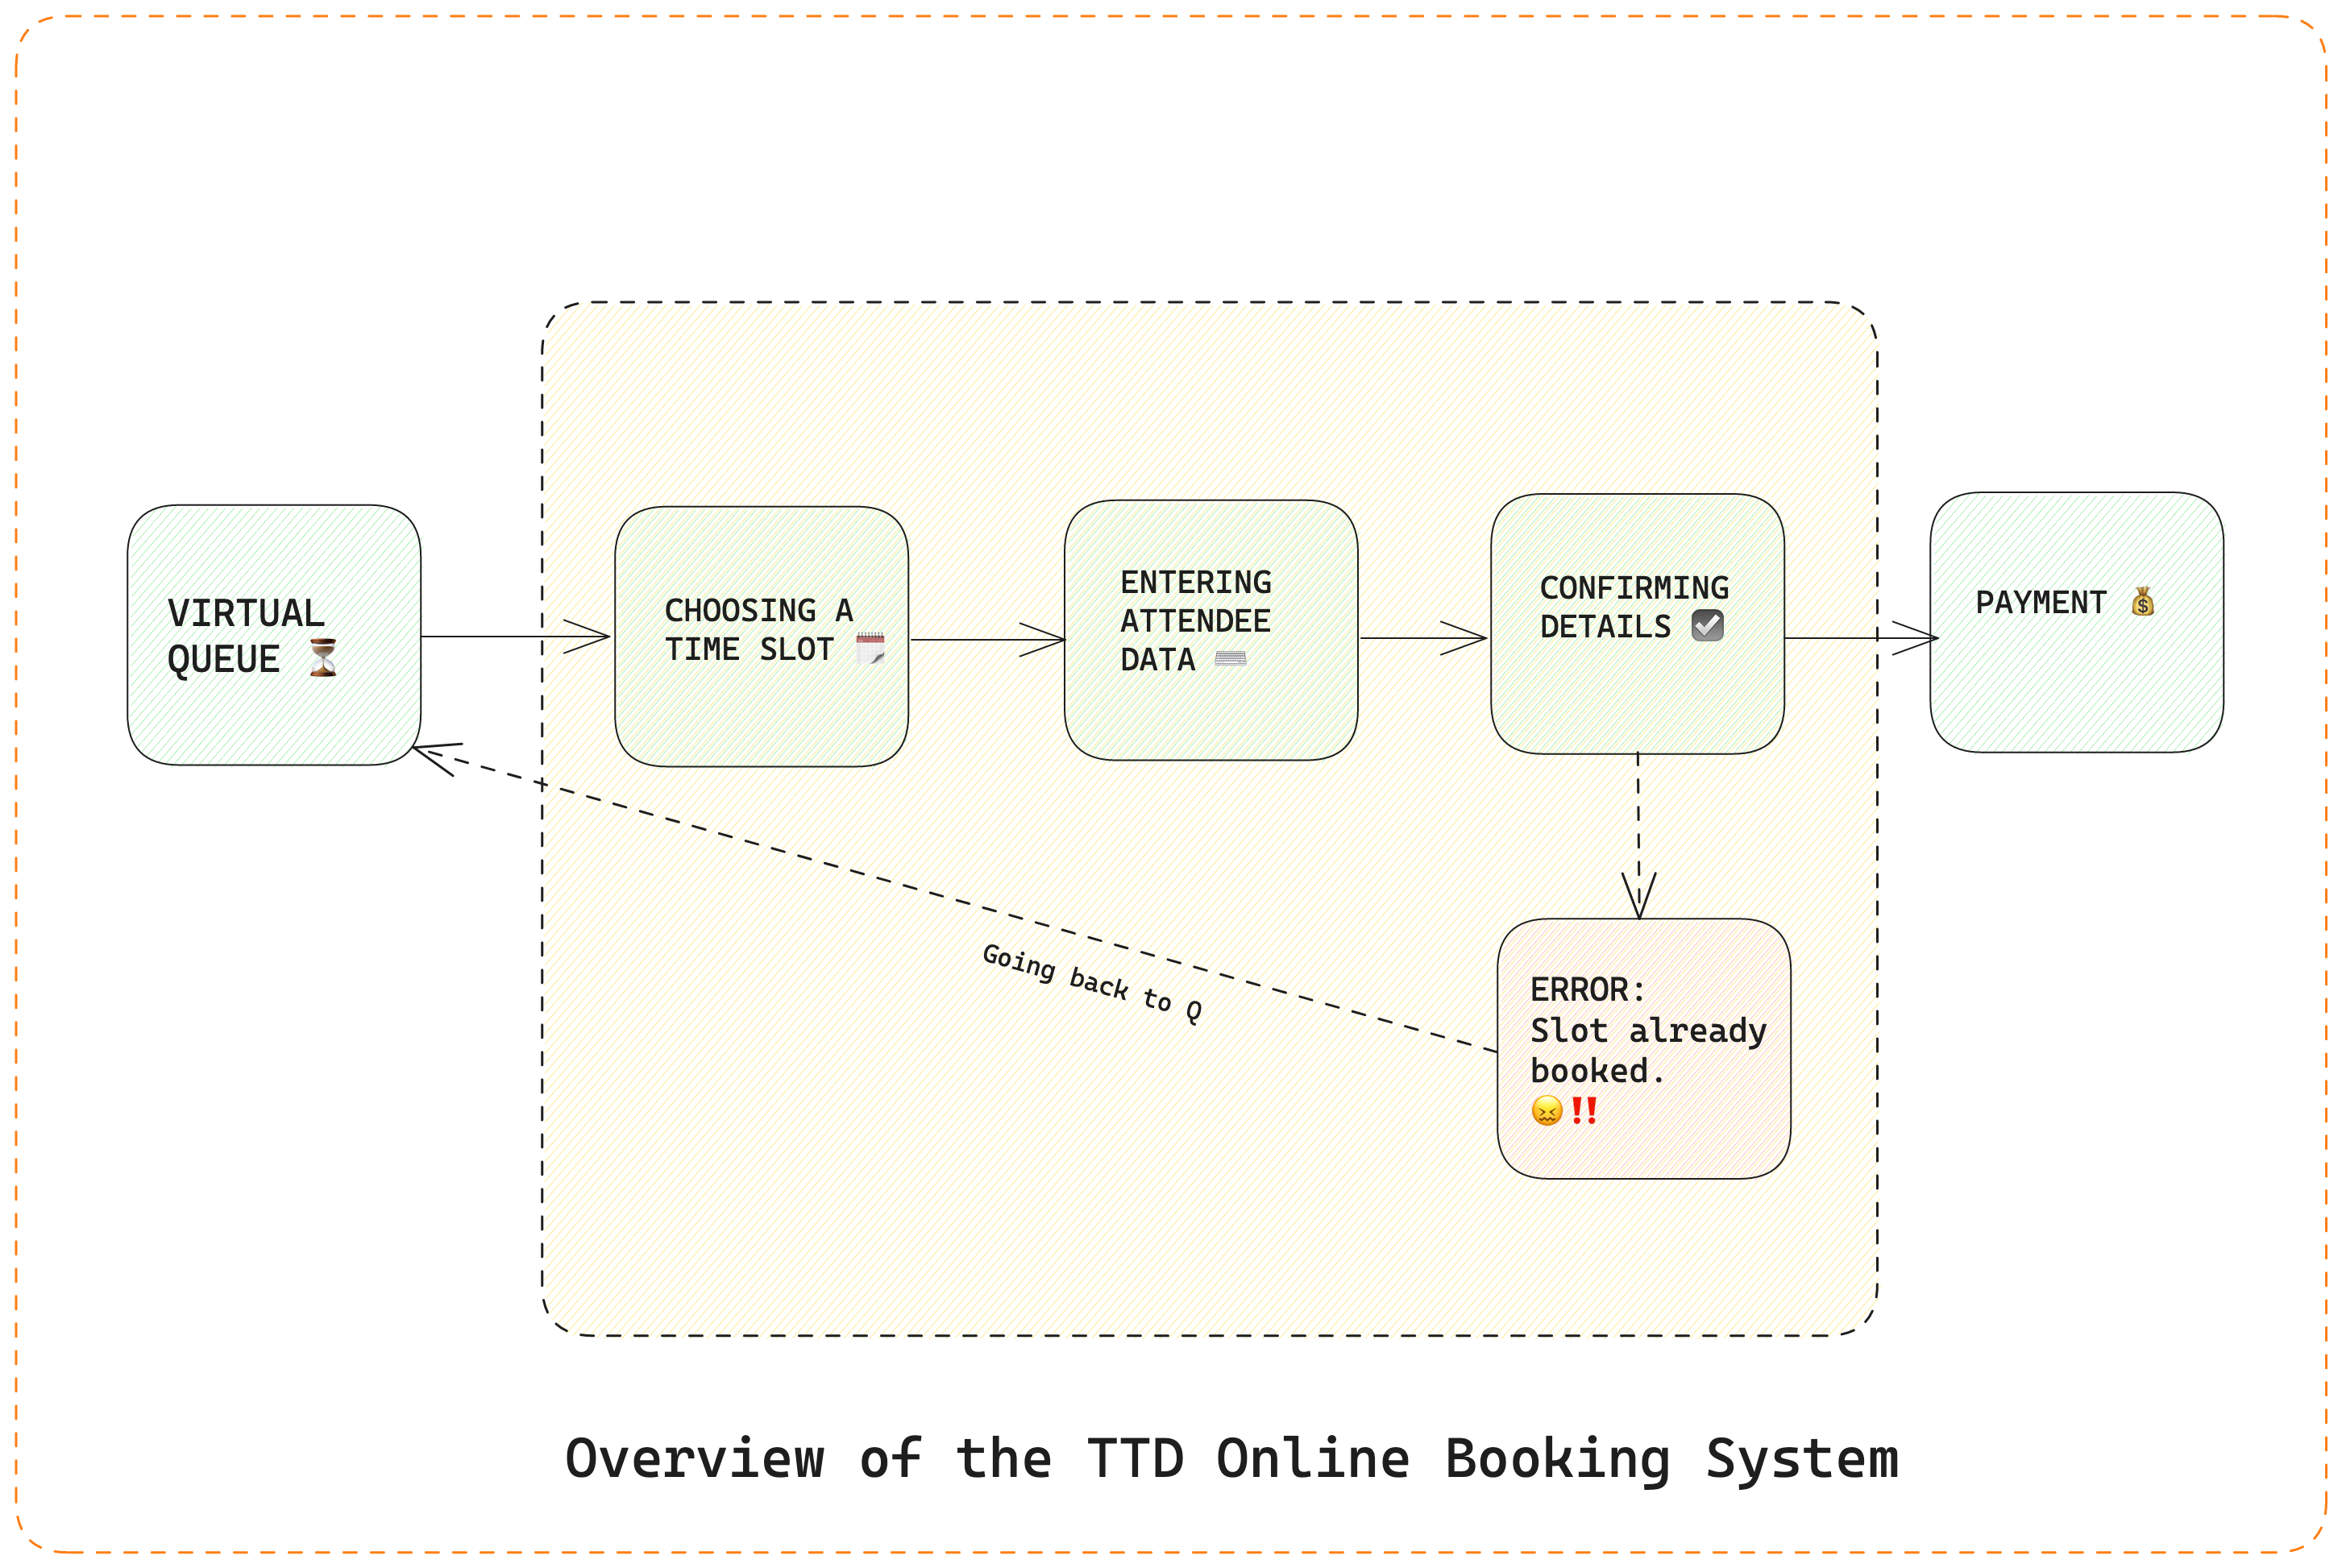 VIRTUAL
QUEUE ⏳
CHOOSING A
TIME SLOT 🗓️
ENTERING
ATTENDEE
DATA ⌨️
CONFIRMING
DETAILS ☑️
PAYMENT 💰
Going back to Q
ERROR:
Slot already
booked.
😖‼️
Overview of the TTD Online Booking System